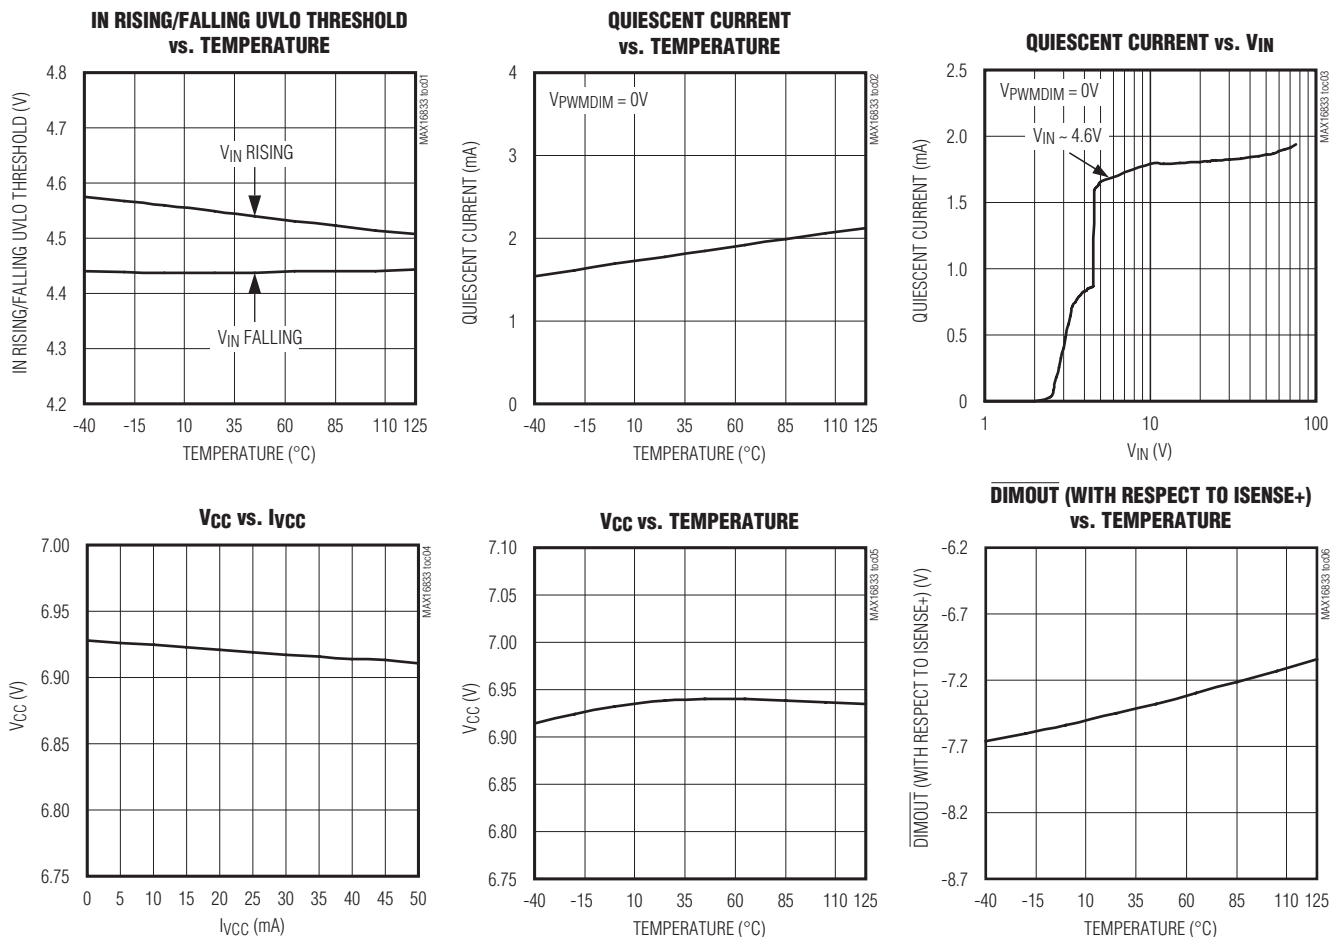 IN RISING/FALLING UVLO THRESHOLD
vs. TEMPERATURE
IN RISING/FALLING UVLO THRESHOLD (V)
4.8
4.7
4.6
4.5
4.4
4.3
4.2
VIN RISING
VIN FALLING
-40 -15 10 35 60 85 110 125
TEMPERATURE (°C)
MAX16833 toc01
QUIESCENT CURRENT
vs. TEMPERATURE
QUIESCENT CURRENT (mA)
4
3
2
1
0
VPWMDIM = 0V
-40 -15 10 35 60 85 110 125
TEMPERATURE (°C)
MAX16833 toc02
QUIESCENT CURRENT vs. VIN
QUIESCENT CURRENT (mA)
2.5
2.0
1.5
1.0
0.5
0
VPWMDIM = 0V
VIN ~ 4.6V
1 10 100
VIN (V)
MAX16833 toc03
VCC vs. IVCC
VCC (V)
7.00
6.95
6.90
6.85
6.80
6.75
0 5 10 15 20 25 30 35 40 45 50
IVCC (mA)
MAX16833 toc04
VCC vs. TEMPERATURE
VCC (V)
7.10
7.05
7.00
6.95
6.90
6.85
6.80
6.75
-40 -15 10 35 60 85 110 125
TEMPERATURE (°C)
MAX16833 toc05
DIMOUT (WITH RESPECT TO ISENSE+)
vs. TEMPERATURE
DIMOUT (WITH RESPECT TO ISENSE+) (V)
-6.2
-6.7
-7.2
-7.7
-8.2
-8.7
-40 -15 10 35 60 85 110 125
TEMPERATURE (°C)
MAX16833 toc06